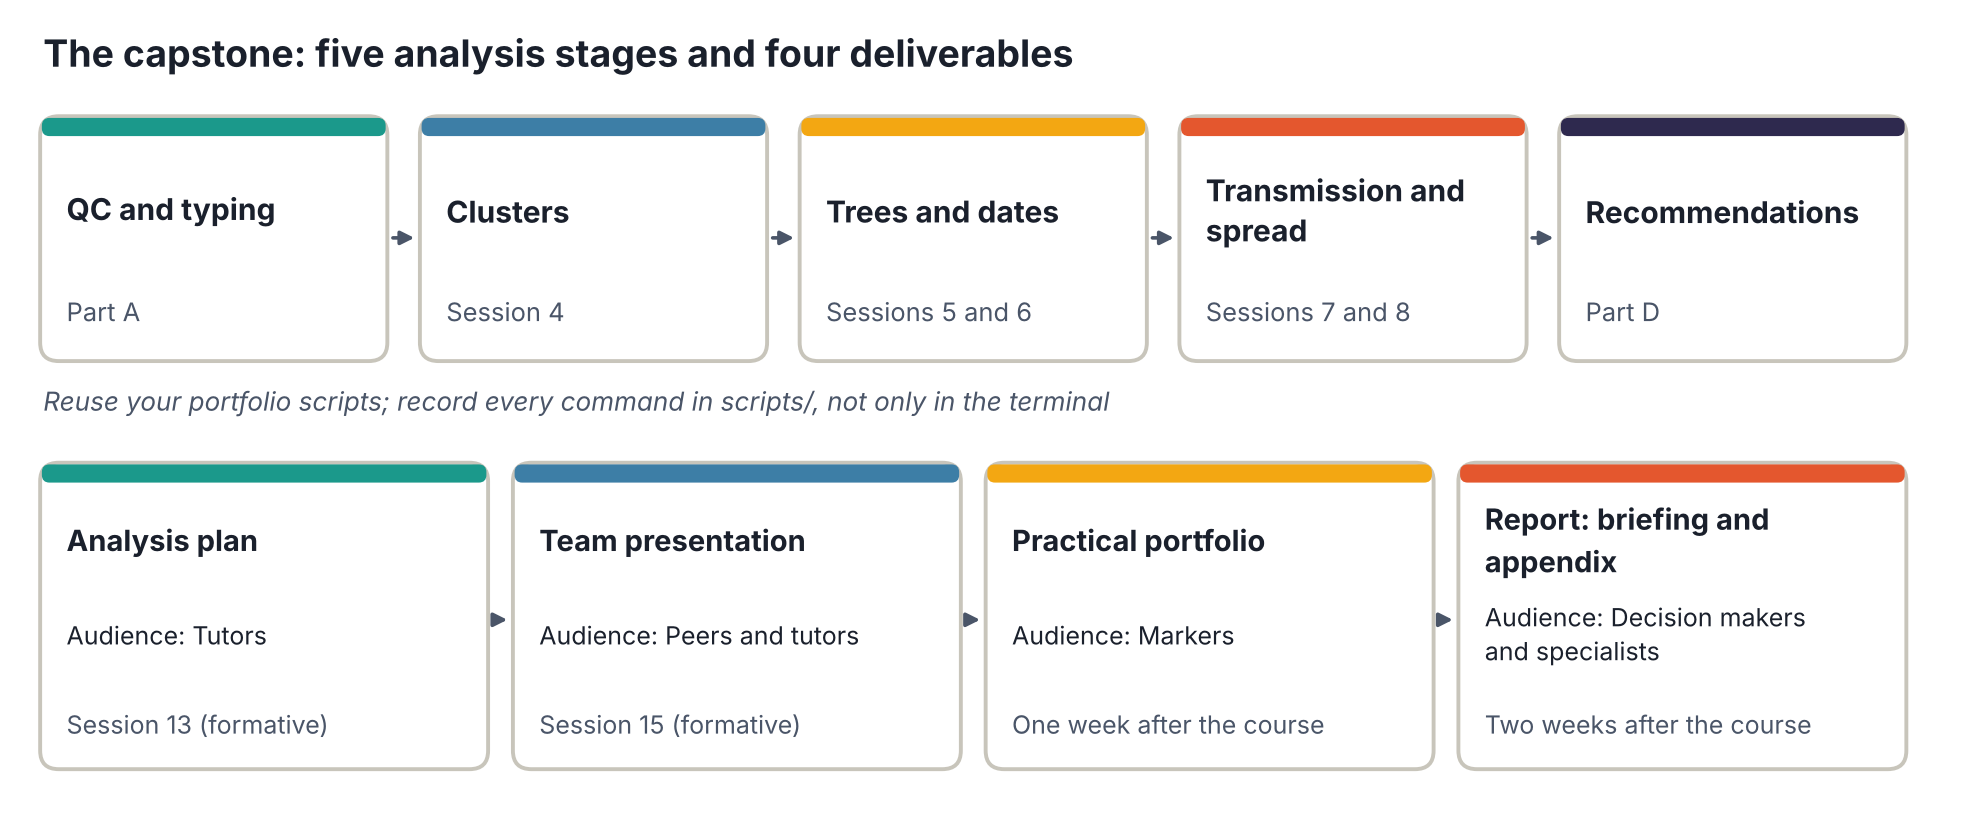 The capstone: five analysis stages and four deliverables
QC and typing
Part A
Clusters
Session 4
Trees and dates
Sessions 5 and 6
Transmission and
spread
Sessions 7 and 8
Recommendations
Part D
Reuse your portfolio scripts; record every command in scripts/, not only in the terminal
Analysis plan
Audience: Tutors
Session 13 (formative)
Team presentation
Audience: Peers and tutors
Session 15 (formative)
Practical portfolio
Audience: Markers
One week after the course
Report: briefing and
appendix
Audience: Decision makers
and specialists
Two weeks after the course